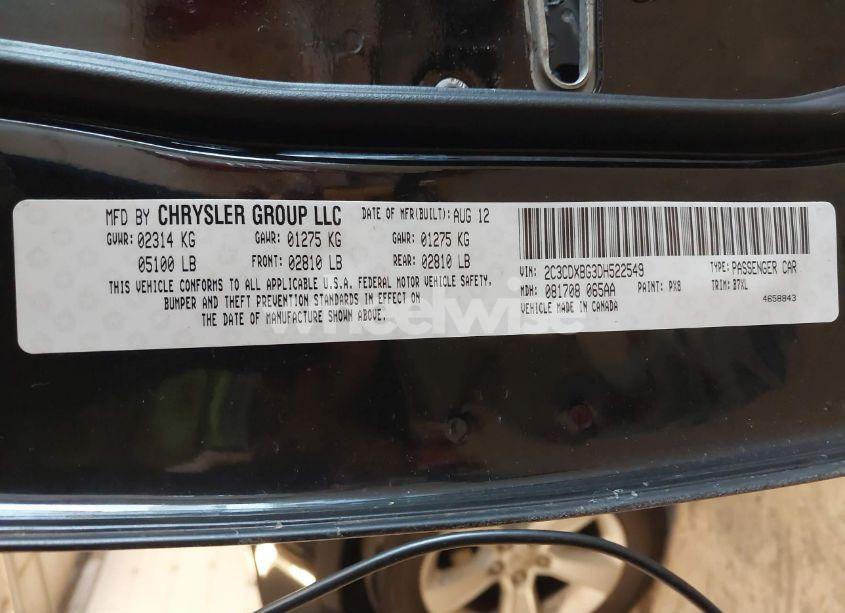 MFD BY CHRYSLER GROUP LLC DATE OF MFR(BUILT): AUG 12
GVWR: 02314 KG GAWR: 01275 KG GAWR: 01275 KG
05100 LB FRONT: 02810 LB REAR: 02810 LB
THIS VEHICLE CONFORMS TO ALL APPLICABLE U.S.A. FEDERAL MOTOR VEHICLE SAFETY,
BUMPER AND THEFT PREVENTION STANDARDS IN EFFECT ON
THE DATE OF MANUFACTURE SHOWN ABOVE.
VIN: 2C3CDXBG3DH522549 TYPE: PASSENGER CAR
MDH: 081708 065AA PAINT: PX8 TRIM: B7XL
VEHICLE MADE IN CANADA 4658843
wheelwise